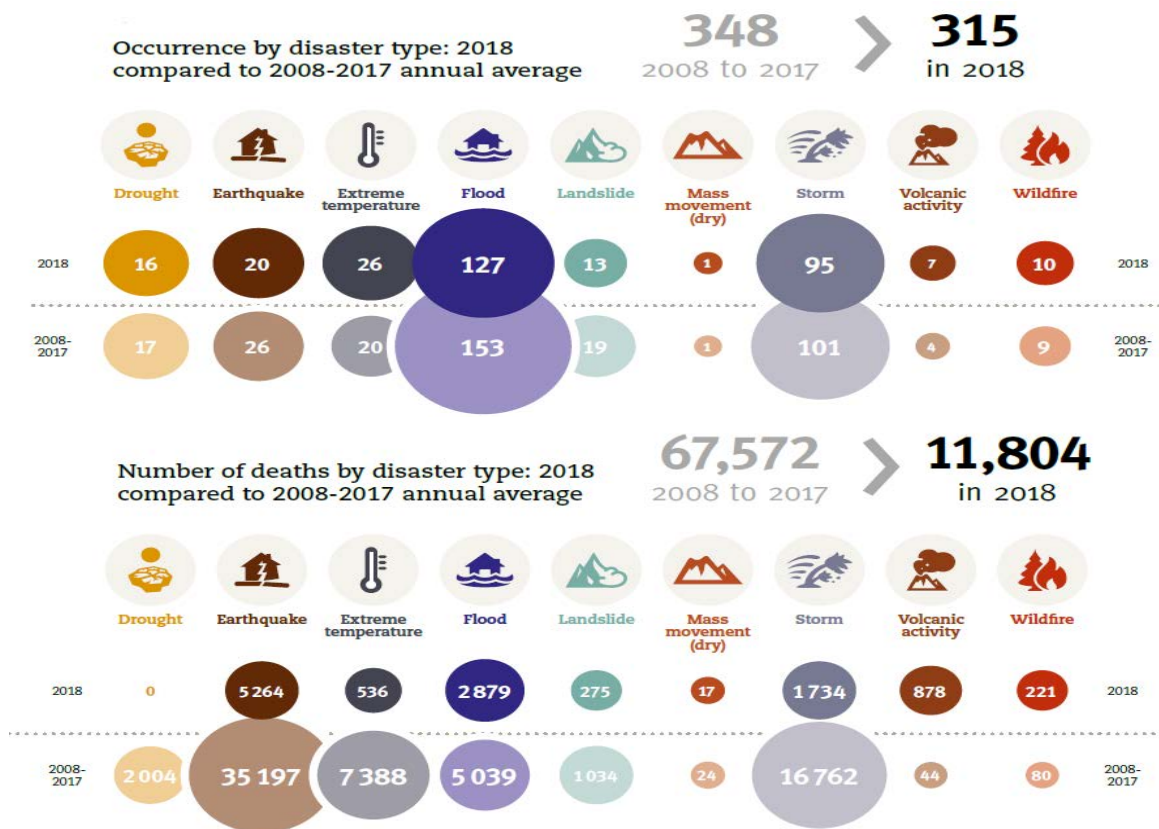 Occurrence by disaster type: 2018
compared to 2008-2017 annual average
348
2008 to 2017
315
in 2018
Drought
Earthquake
Extreme
temperature
Flood
Landslide
Mass
movement
(dry)
Storm
Volcanic
activity
Wildfire
2018 16 20 26 127 13 1 95 7 10 2018
2008-
2017
17 26 20 153 19 1 101 4 9
2008-
2017
Number of deaths by disaster type: 2018
compared to 2008-2017 annual average
67,572
2008 to 2017
11,804
in 2018
Drought
Earthquake
Extreme
temperature
Flood
Landslide
Mass
movement
(dry)
Storm
Volcanic
activity
Wildfire
2018 0 5 264 536 2 879 275 17 1 734 878 221 2018
2008-
2017
2 004 35 197 7 388 5 039 1 034 24 16 762 44 80
2008-
2017